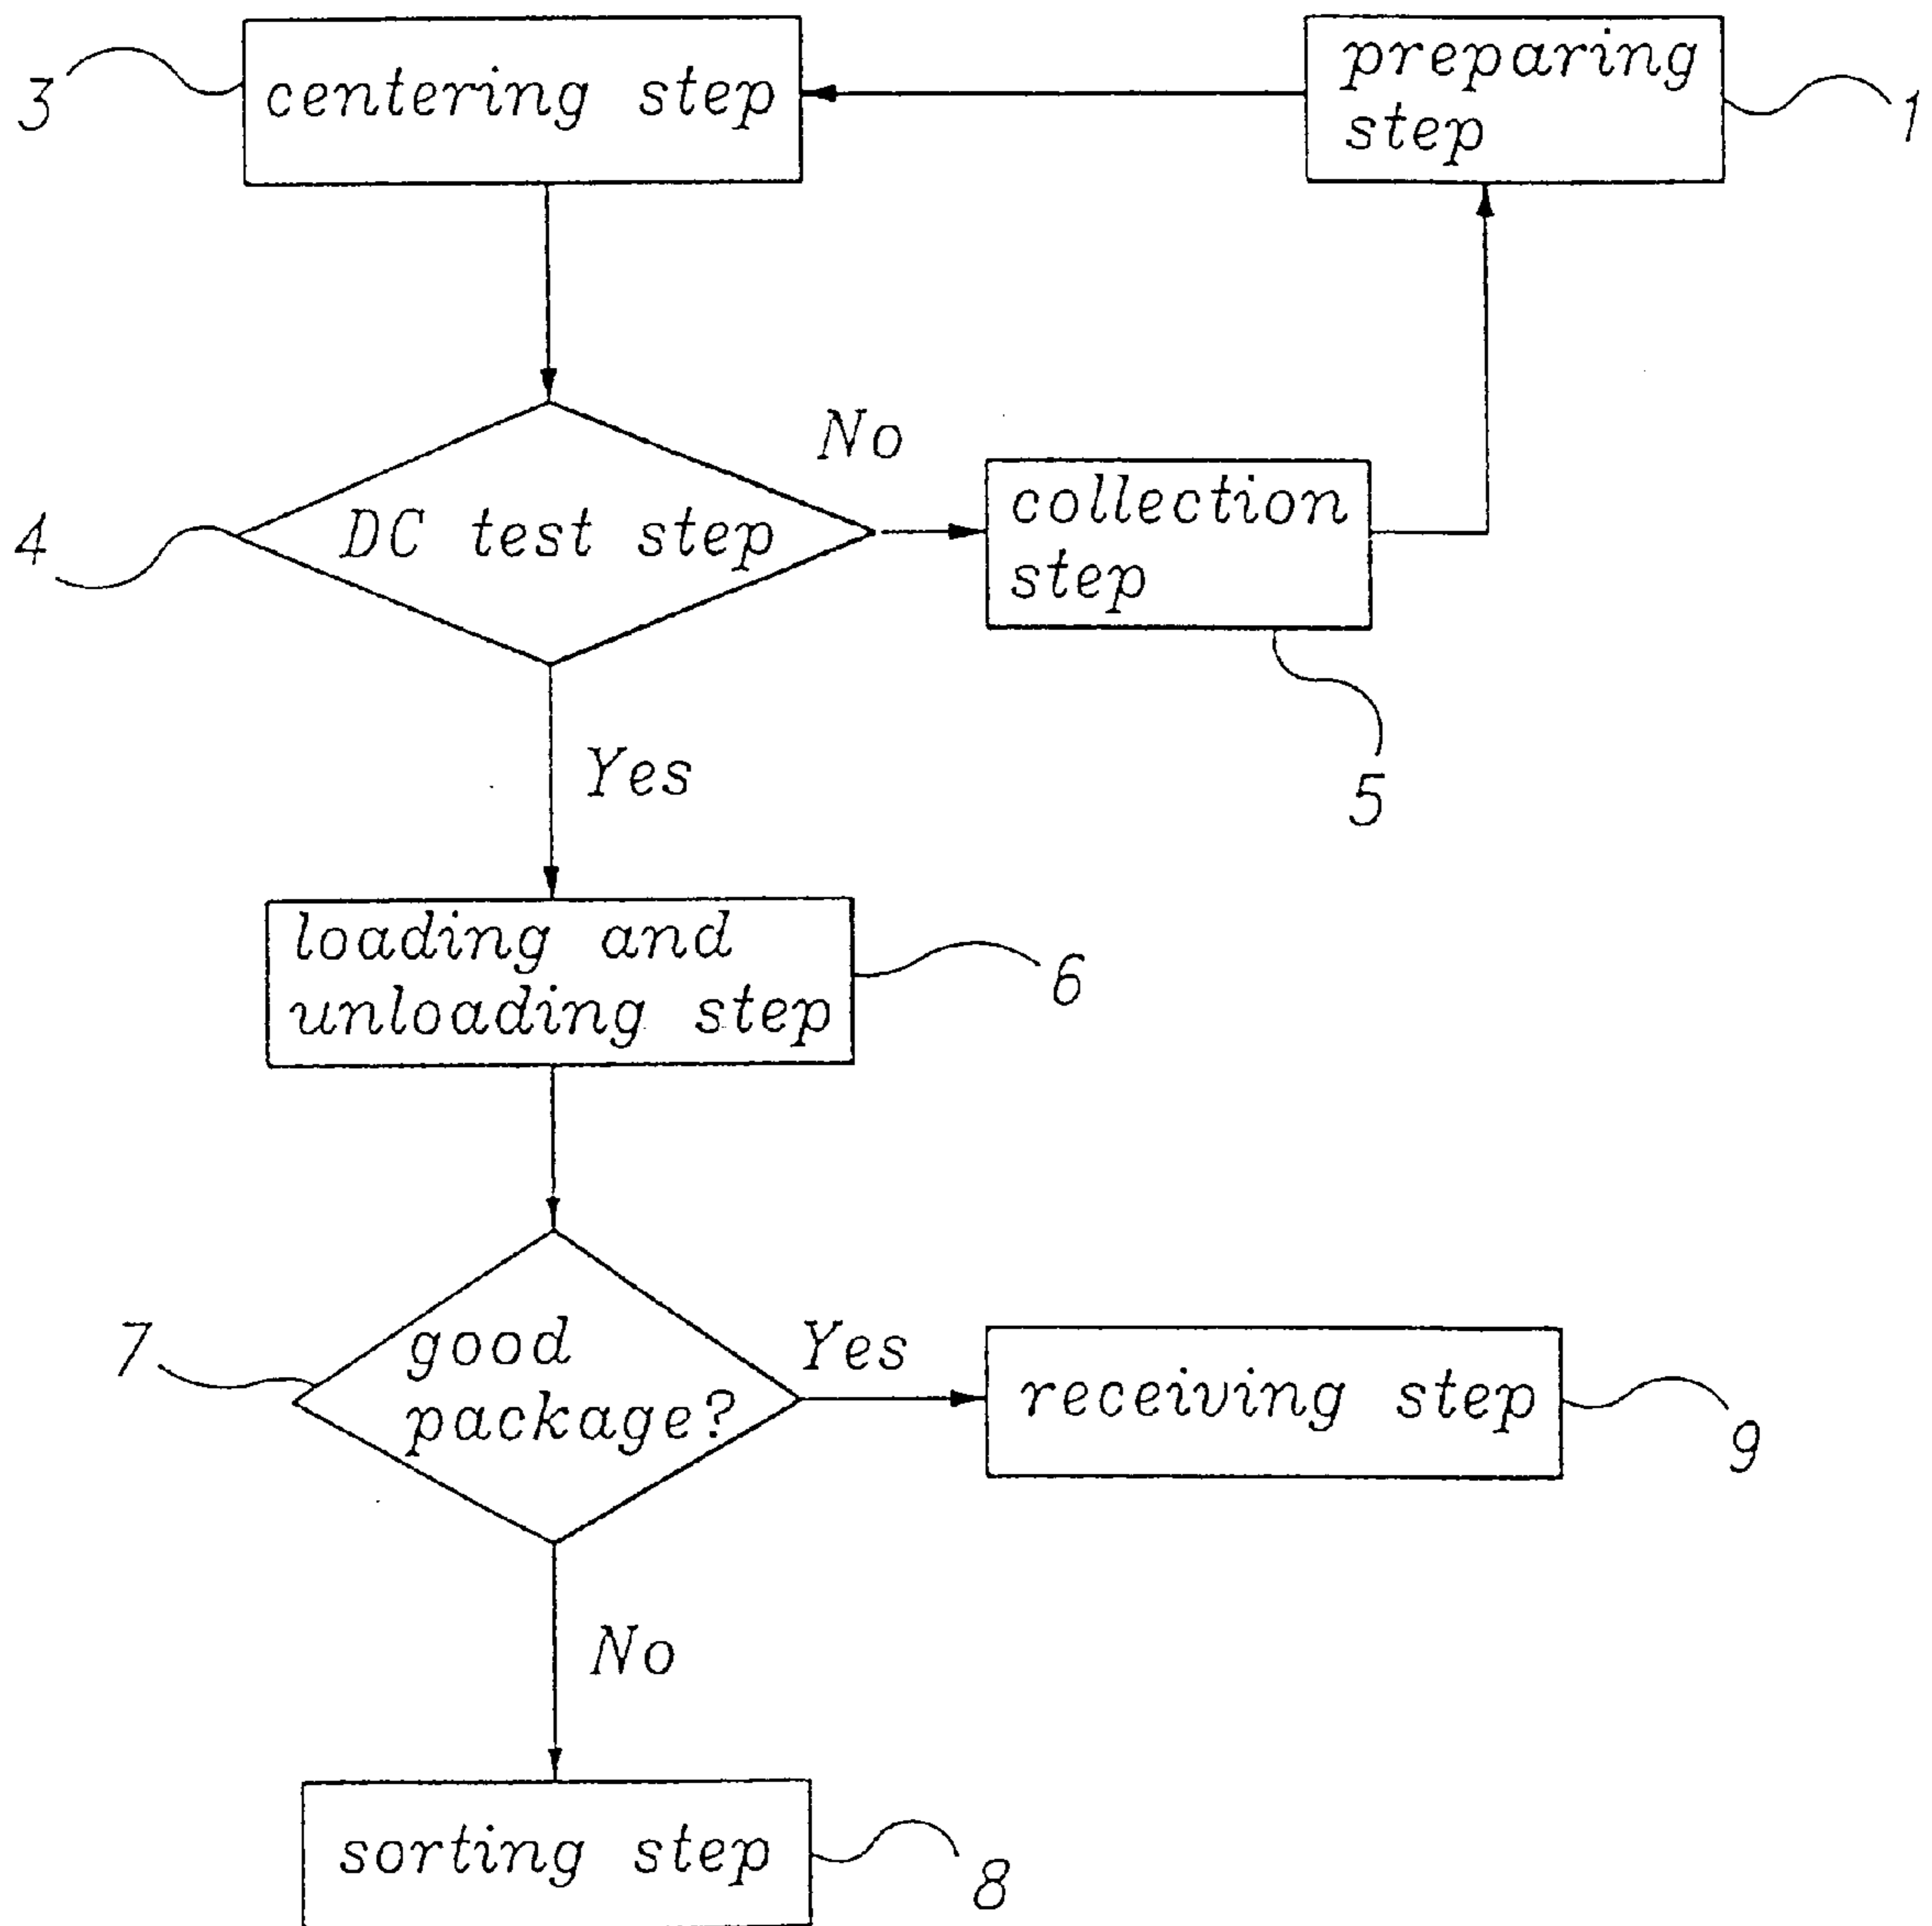 3
centering step
preparing
step
1
No
4
DC test step
collection
step
Yes
5
loading and
unloading step
6
7
good
package?
Yes
receiving step
9
No
sorting step
8